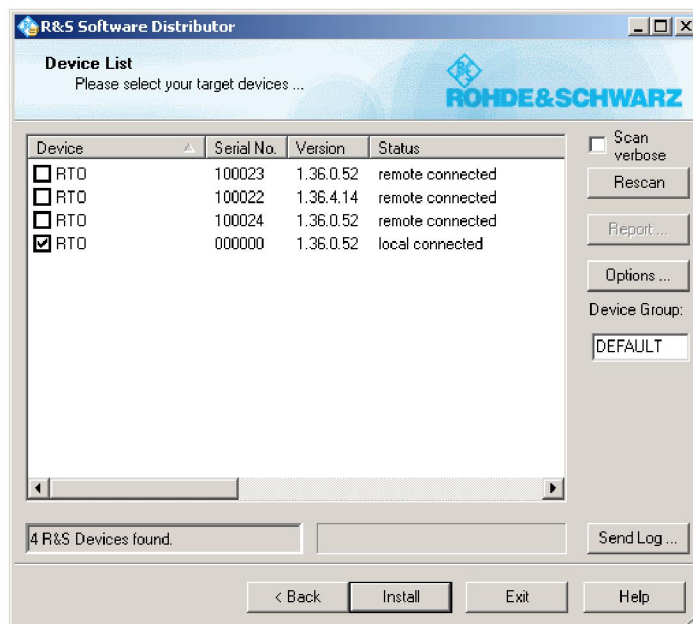 R&S Software Distributor
Device List
Please select your target devices ...
ROHDE&SCHWARZ
Device Serial No. Version Status
RTO 100023 1.36.0.52 remote connected
RTO 100022 1.36.4.14 remote connected
RTO 100024 1.36.0.52 remote connected
RTO 000000 1.36.0.52 local connected
Scan
verbose
Rescan
Report ...
Options ...
Device Group:
DEFAULT
4 R&S Devices found.
Send Log ...
< Back Install Exit Help